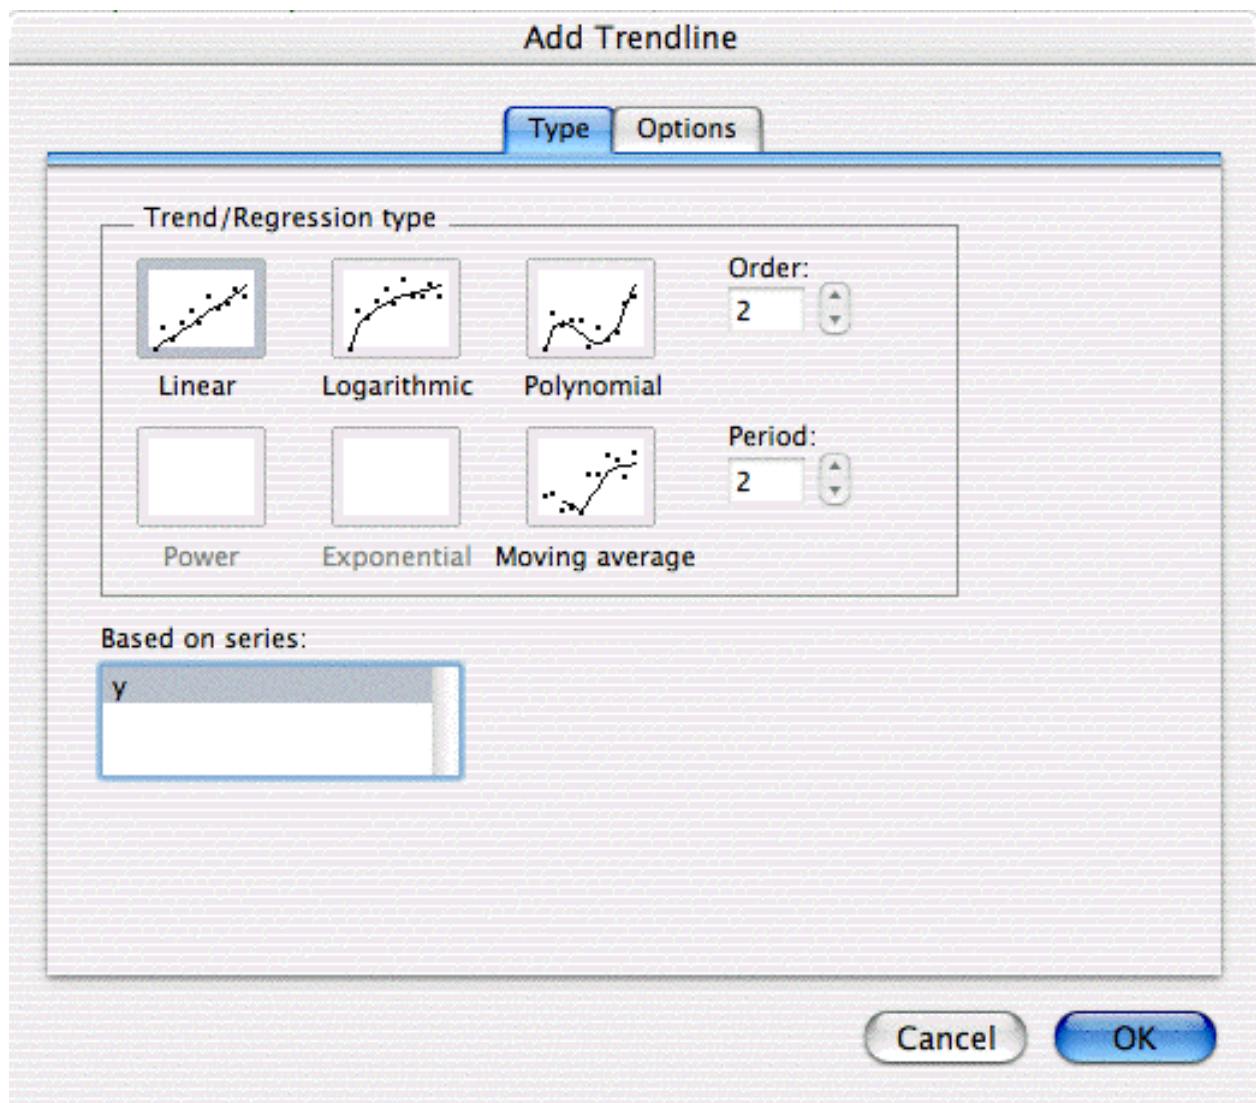 Add Trendline
Type Options
Trend/Regression type
Order:
2
Linear Logarithmic Polynomial
Period:
2
Power Exponential Moving average
Based on series:
y
Cancel OK